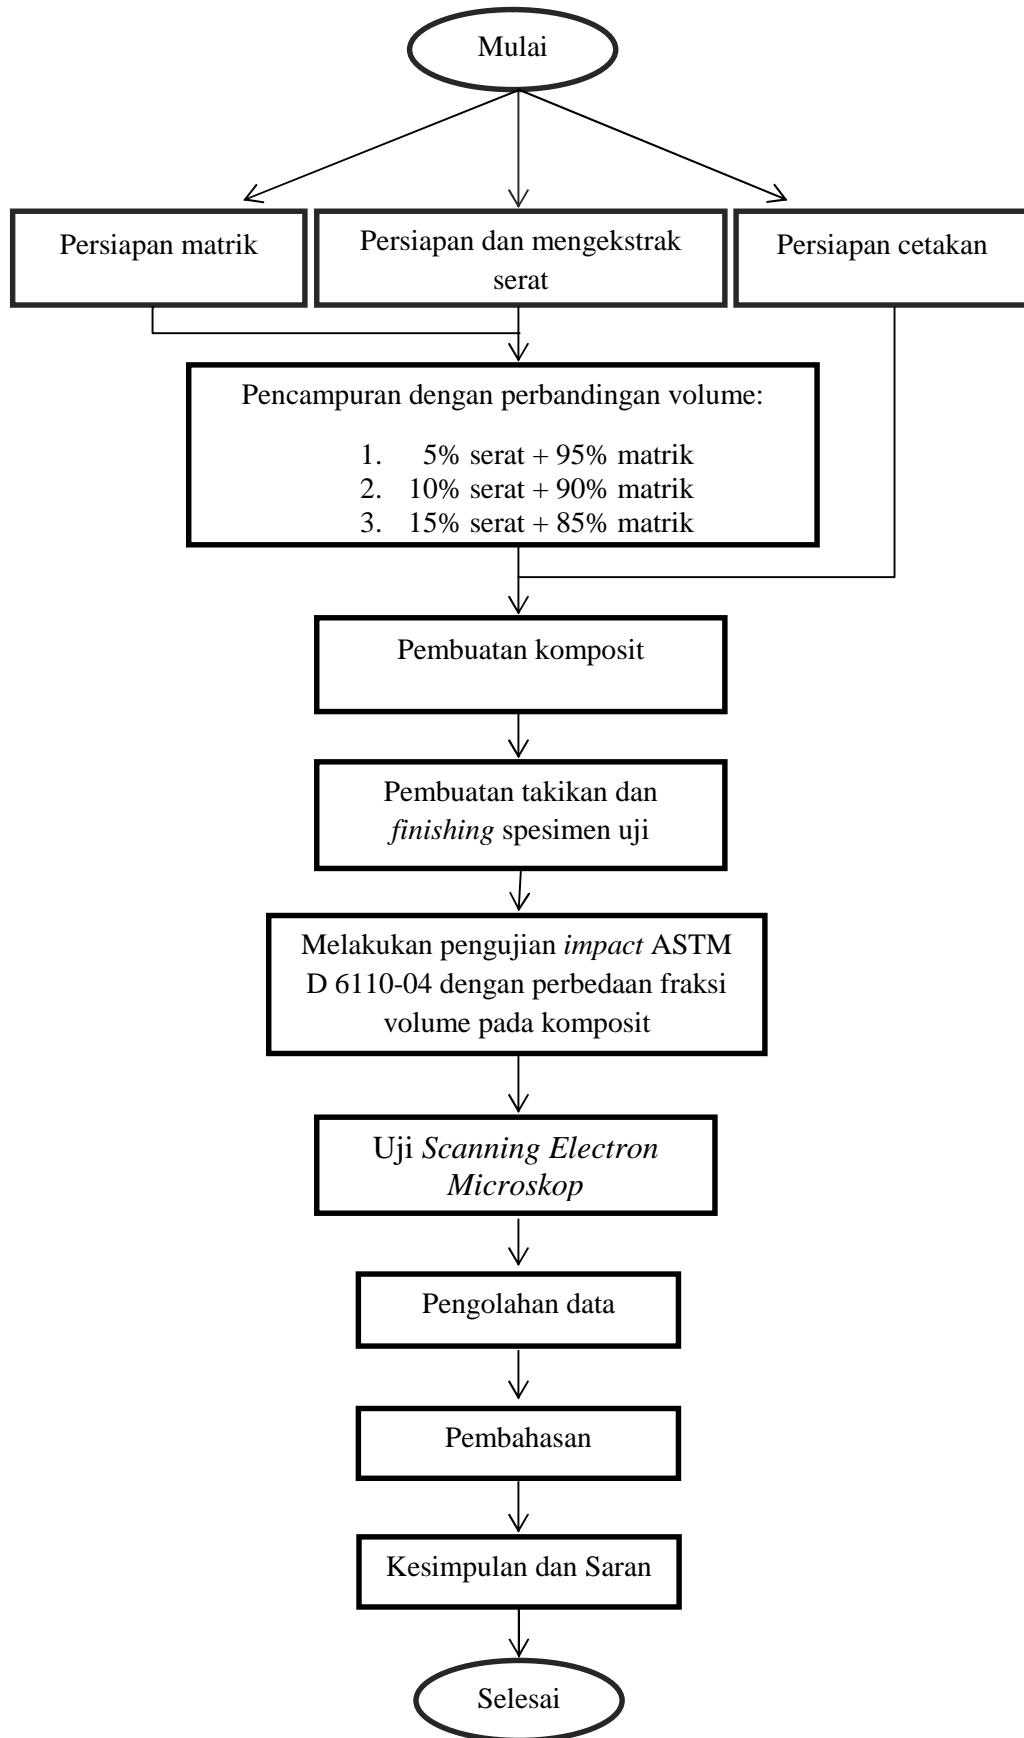 Mulai
Persiapan matrik
Persiapan dan mengekstrak
serat
Persiapan cetakan
Pencampuran dengan perbandingan volume:
1. 5% serat + 95% matrik
2. 10% serat + 90% matrik
3. 15% serat + 85% matrik
Pembuatan komposit
Pembuatan takikan dan
finishing spesimen uji
Melakukan pengujian impact ASTM
D 6110-04 dengan perbedaan fraksi
volume pada komposit
Uji Scanning Electron
Microskop
Pengolahan data
Pembahasan
Kesimpulan dan Saran
Selesai